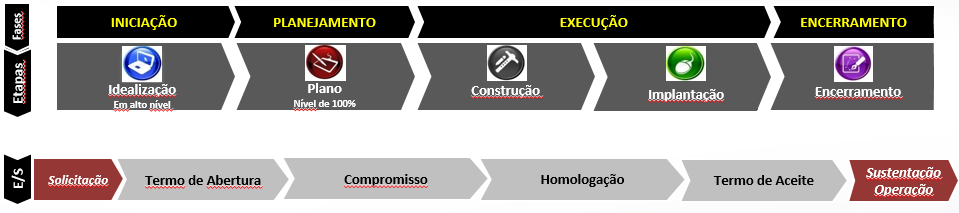 Fases
INICIAÇÃO
PLANEJAMENTO
EXECUÇÃO
ENCERRAMENTO
Etapas
Idealização
Em alto nível
Plano
Nível de 100%
Construção
Implantação
Encerramento
E/S
Solicitação
Termo de Abertura
Compromisso
Homologação
Termo de Aceite
Sustentação
Operação